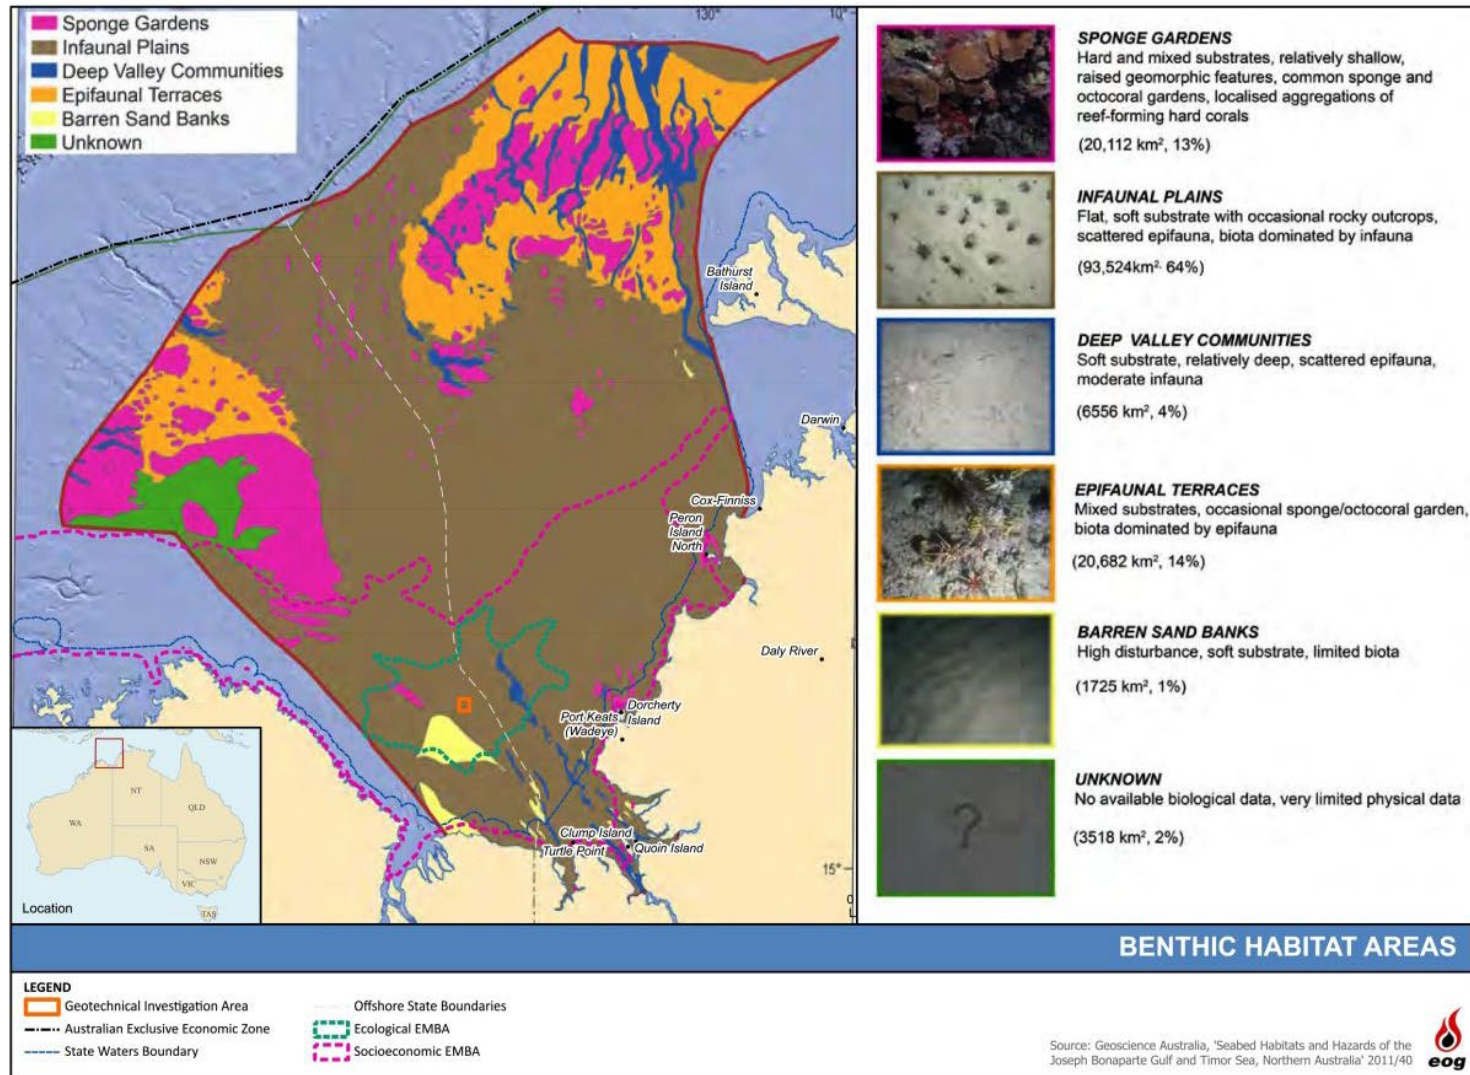 Sponge Gardens
Infaunal Plains
Deep Valley Communities
Epifaunal Terraces
Barren Sand Banks
Unknown
130°
10°
Bathurst
Island
Darwin
Cox-Finniss
Peron
Island
North
Daly River
Dorcherty
Island
Port Keats
(Wadeye)
Clump Island
Turtle Point
Quoin Island
15°
0
WA
NT
QLD
SA
NSW
VIC
TAS
Location
SPONGE GARDENS
Hard and mixed substrates, relatively shallow,
raised geomorphic features, common sponge and
octocoral gardens, localised aggregations of
reef-forming hard corals
(20,112 km², 13%)
INFAUNAL PLAINS
Flat, soft substrate with occasional rocky outcrops,
scattered epifauna, biota dominated by infauna
(93,524km². 64%)
DEEP VALLEY COMMUNITIES
Soft substrate, relatively deep, scattered epifauna,
moderate infauna
(6556 km², 4%)
EPIFAUNAL TERRACES
Mixed substrates, occasional sponge/octocoral garden,
biota dominated by epifauna
(20,682 km², 14%)
BARREN SAND BANKS
High disturbance, soft substrate, limited biota
(1725 km², 1%)
?
UNKNOWN
No available biological data, very limited physical data
(3518 km², 2%)
BENTHIC HABITAT AREAS
LEGEND
Geotechnical Investigation Area
Australian Exclusive Economic Zone
State Waters Boundary
Offshore State Boundaries
Ecological EMBA
Socioeconomic EMBA
Source: Geoscience Australia, 'Seabed Habitats and Hazards of the
Joseph Bonaparte Gulf and Timor Sea, Northern Australia' 2011/40
eog